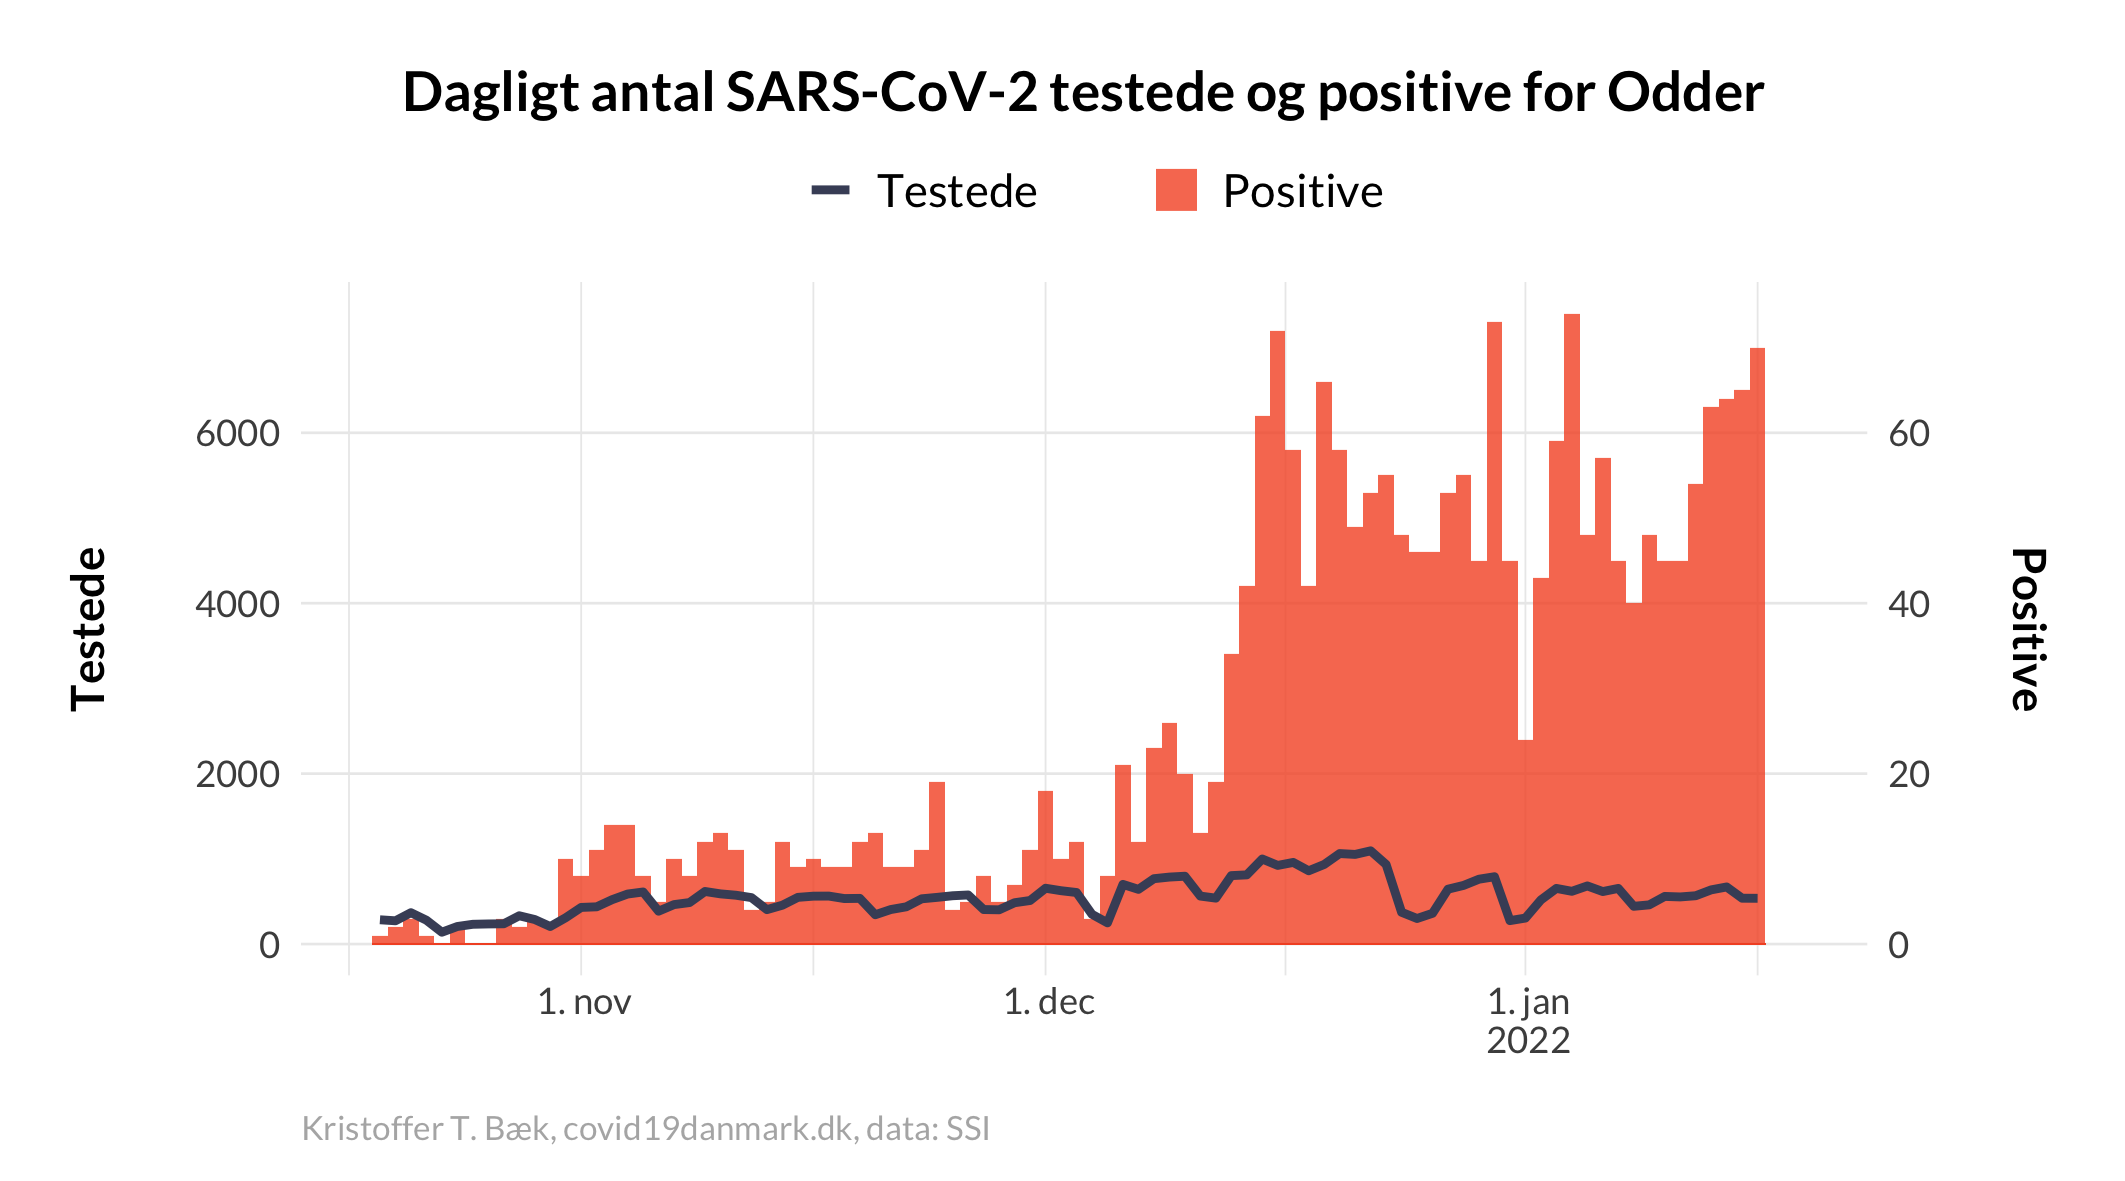 Dagligt antal SARS-CoV-2 testede og positive for Odder
Testede
Positive
6000
4000
2000
0
60
40
20
0
Testede
Positive
1. nov
1. dec
1. jan
2022
Kristoffer T. Bæk, covid19danmark.dk, data: SSI